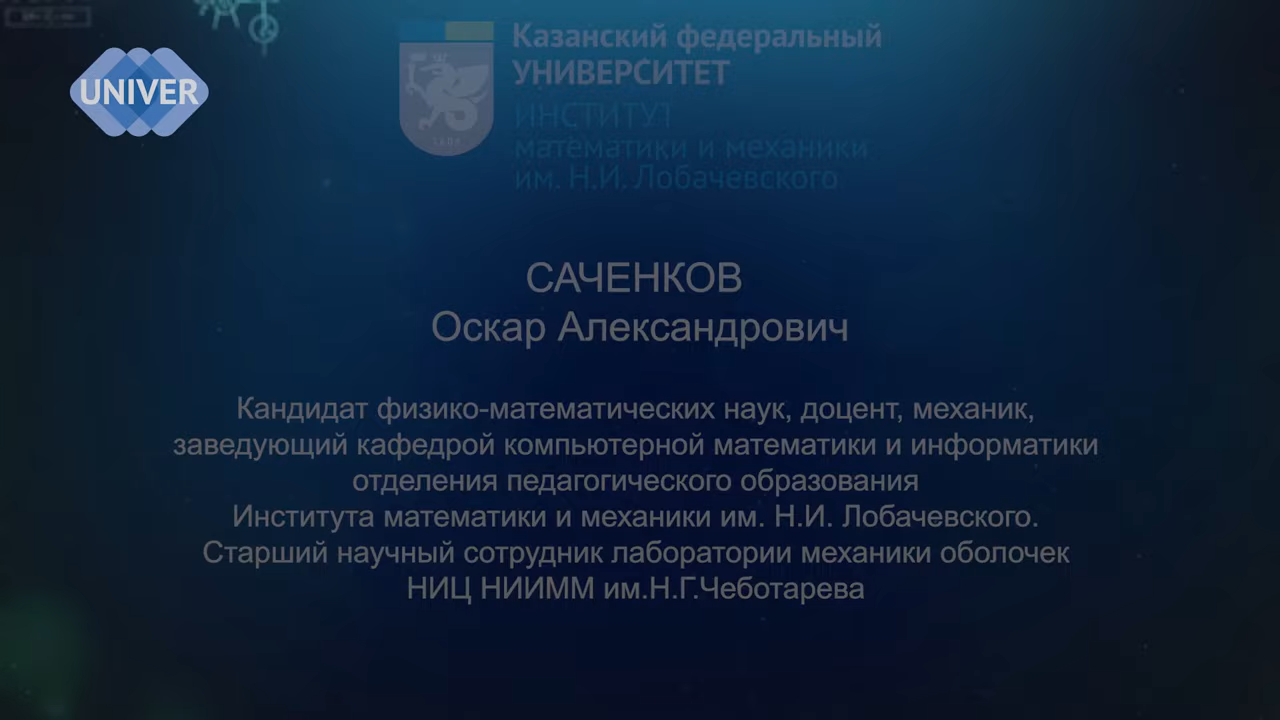 UNIVER
Казанский федеральный
УНИВЕРСИТЕТ
ИНСТИТУТ
математики и механики
им. Н.И. Лобачевского
САЧЕНКОВ
Оскар Александрович
Кандидат физико-математических наук, доцент, механик,
заведующий кафедрой компьютерной математики и информатики
отделения педагогического образования
Института математики и механики им. Н.И. Лобачевского.
Старший научный сотрудник лаборатории механики оболочек
НИЦ НИИММ им.Н.Г.Чеботарева